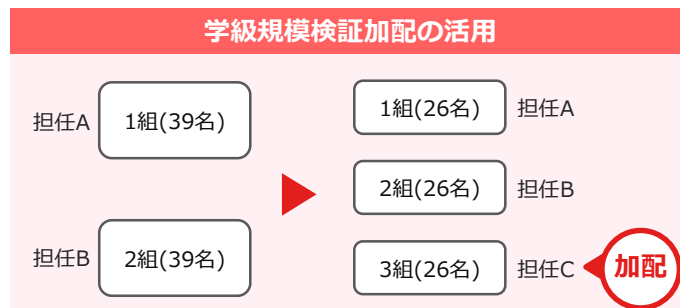 学級規模検証加配の活用
担任A
1組(39名)
担任B
2組(39名)
1組(26名)
担任A
2組(26名)
担任B
3組(26名)
担任C
加配